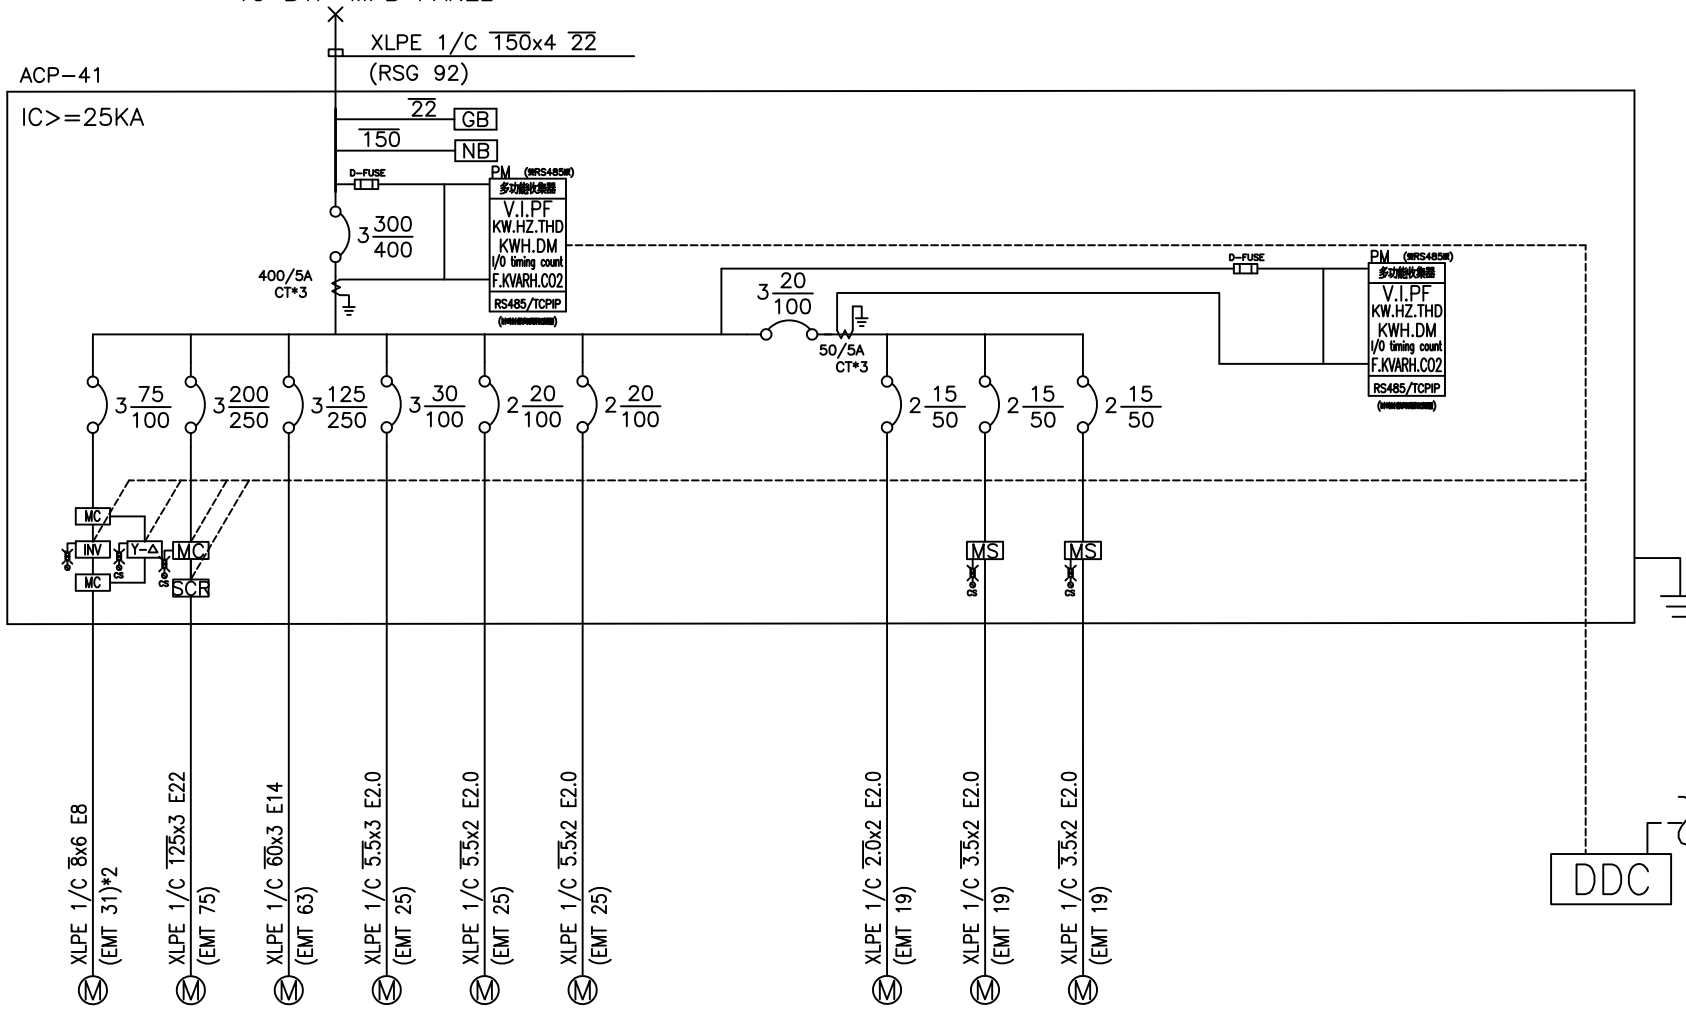 XLPE 1/C 150x4 22
(RSG 92)
ACP-41
IC>=25KA
22
GB
150
NB
D-FUSE
PM
多功能收集器
V.I.PF
KW.HZ.THD
KWH.DM
I/O timing count
F.KVARH.CO2
RS485/TCPIP
3 300
400
400/5A
CT*3
D-FUSE
PM
多功能收集器
V.I.PF
KW.HZ.THD
KWH.DM
I/O timing count
F.KVARH.CO2
RS485/TCPIP
3 20
100
50/5A
CT*3
3 75
100
3 200
250
3 125
250
3 30
100
2 20
100
2 20
100
2 15
50
2 15
50
2 15
50
MC
INV
MC
Y-Δ
CS
MC
CS
SCR
MS
CS
MS
CS
XLPE 1/C 8x6 E8
(EMT 31)*2
XLPE 1/C 125x3 E22
(EMT 75)
XLPE 1/C 60x3 E14
(EMT 63)
XLPE 1/C 5.5x3 E2.0
(EMT 25)
XLPE 1/C 5.5x2 E2.0
(EMT 25)
XLPE 1/C 5.5x2 E2.0
(EMT 25)
XLPE 1/C 2.0x2 E2.0
(EMT 19)
XLPE 1/C 3.5x2 E2.0
(EMT 19)
XLPE 1/C 3.5x2 E2.0
(EMT 19)
M
M
M
M
M
M
M
M
M
DDC